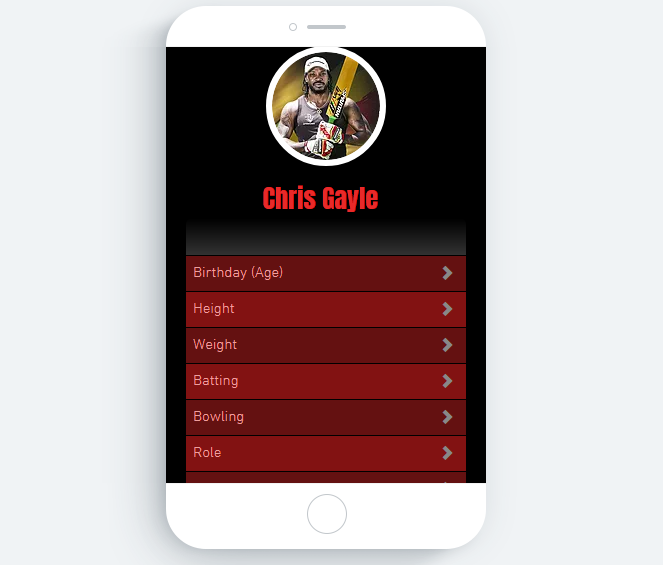 Chris Gayle
Birthday (Age)
Height
Weight
Batting
Bowling
Role